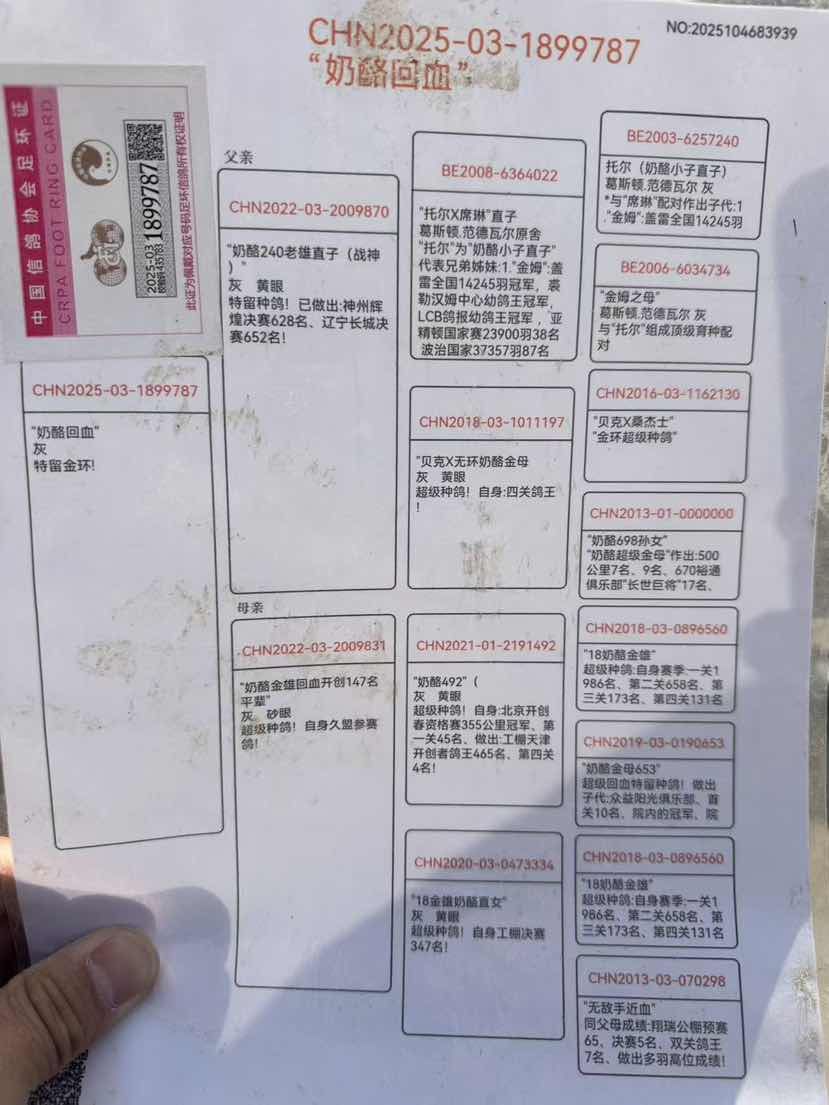 CHN2025-03-1899787
"奶酪回血"
NO:2025104683939
中国信鸽协会足环证
CRPA FOOT RING CARD
2025-03
1899787
此证为佩戴对应号码足环信鸽所有权证明
CHN2025-03-1899787
"奶酪回血"
灰
特留金环!
父亲
CHN2022-03-2009870
"奶酪240老雄直子（战神
）"
灰 黄眼
特留种鸽！已做出:神州辉
煌决赛628名、辽宁长城决
赛652名!
母亲
CHN2022-03-2009831
"奶酪金雄回血开创147名
平辈"
灰 砂眼
超级种鸽！自身久盟参赛
鸽!
BE2008-6364022
"托尔X席琳"直子
葛斯顿.范德瓦尔原舍
"托尔"为"奶酪小子直子"
代表兄弟姊妹:1."金姆":盖
雷全国14245羽冠军，裘
勒汉姆中心幼鸽王冠军，
LCB鸽报幼鸽王冠军，亚
精顿国家赛23900羽38名
波治国家37357羽87名
CHN2018-03-1011197
"贝克X无环奶酪金母
灰 黄眼
超级种鸽！自身:四关鸽王
!
CHN2021-01-2191492
"奶酪492"（
灰 黄眼
超级种鸽！自身:北京开创
春资格赛355公里冠军、第
一关45名、做出:工棚天津
开创者鸽王465名、第四关
4名!
CHN2020-03-0473334
"18金雄奶酪直女"
灰 黄眼
超级种鸽！自身工棚决赛
347名!
BE2003-6257240
托尔（奶酪小子直子）
葛斯顿.范德瓦尔 灰
*与"席琳"配对作出子代:1
."金姆":盖雷全国14245羽
BE2006-6034734
"金姆之母"
葛斯顿.范德瓦尔 灰
与"托尔"组成顶级育种配
对
CHN2016-03-1162130
"贝克X桑杰士"
"金环超级种鸽"
CHN2013-01-0000000
"奶酪698孙女"
"奶酪超级金母"作出:500
公里7名、9名、670裕通
俱乐部"长世巨将"17名、
CHN2018-03-0896560
"18奶酪金雄"
超级种鸽:自身赛季:一关1
986名、第二关658名、第
三关173名、第四关131名
CHN2019-03-0190653
"奶酪金母653"
超级回血特留种鸽！做出
子代:众益阳光俱乐部、首
关10名、院内的冠军、院
CHN2018-03-0896560
"18奶酪金雄"
超级种鸽:自身赛季:一关1
986名、第二关658名、第
三关173名、第四关131名
CHN2013-03-070298
"无敌手近血"
同父母成绩:翔瑞公棚预赛
65、决赛5名、双关鸽王
7名、做出多羽高位成绩!